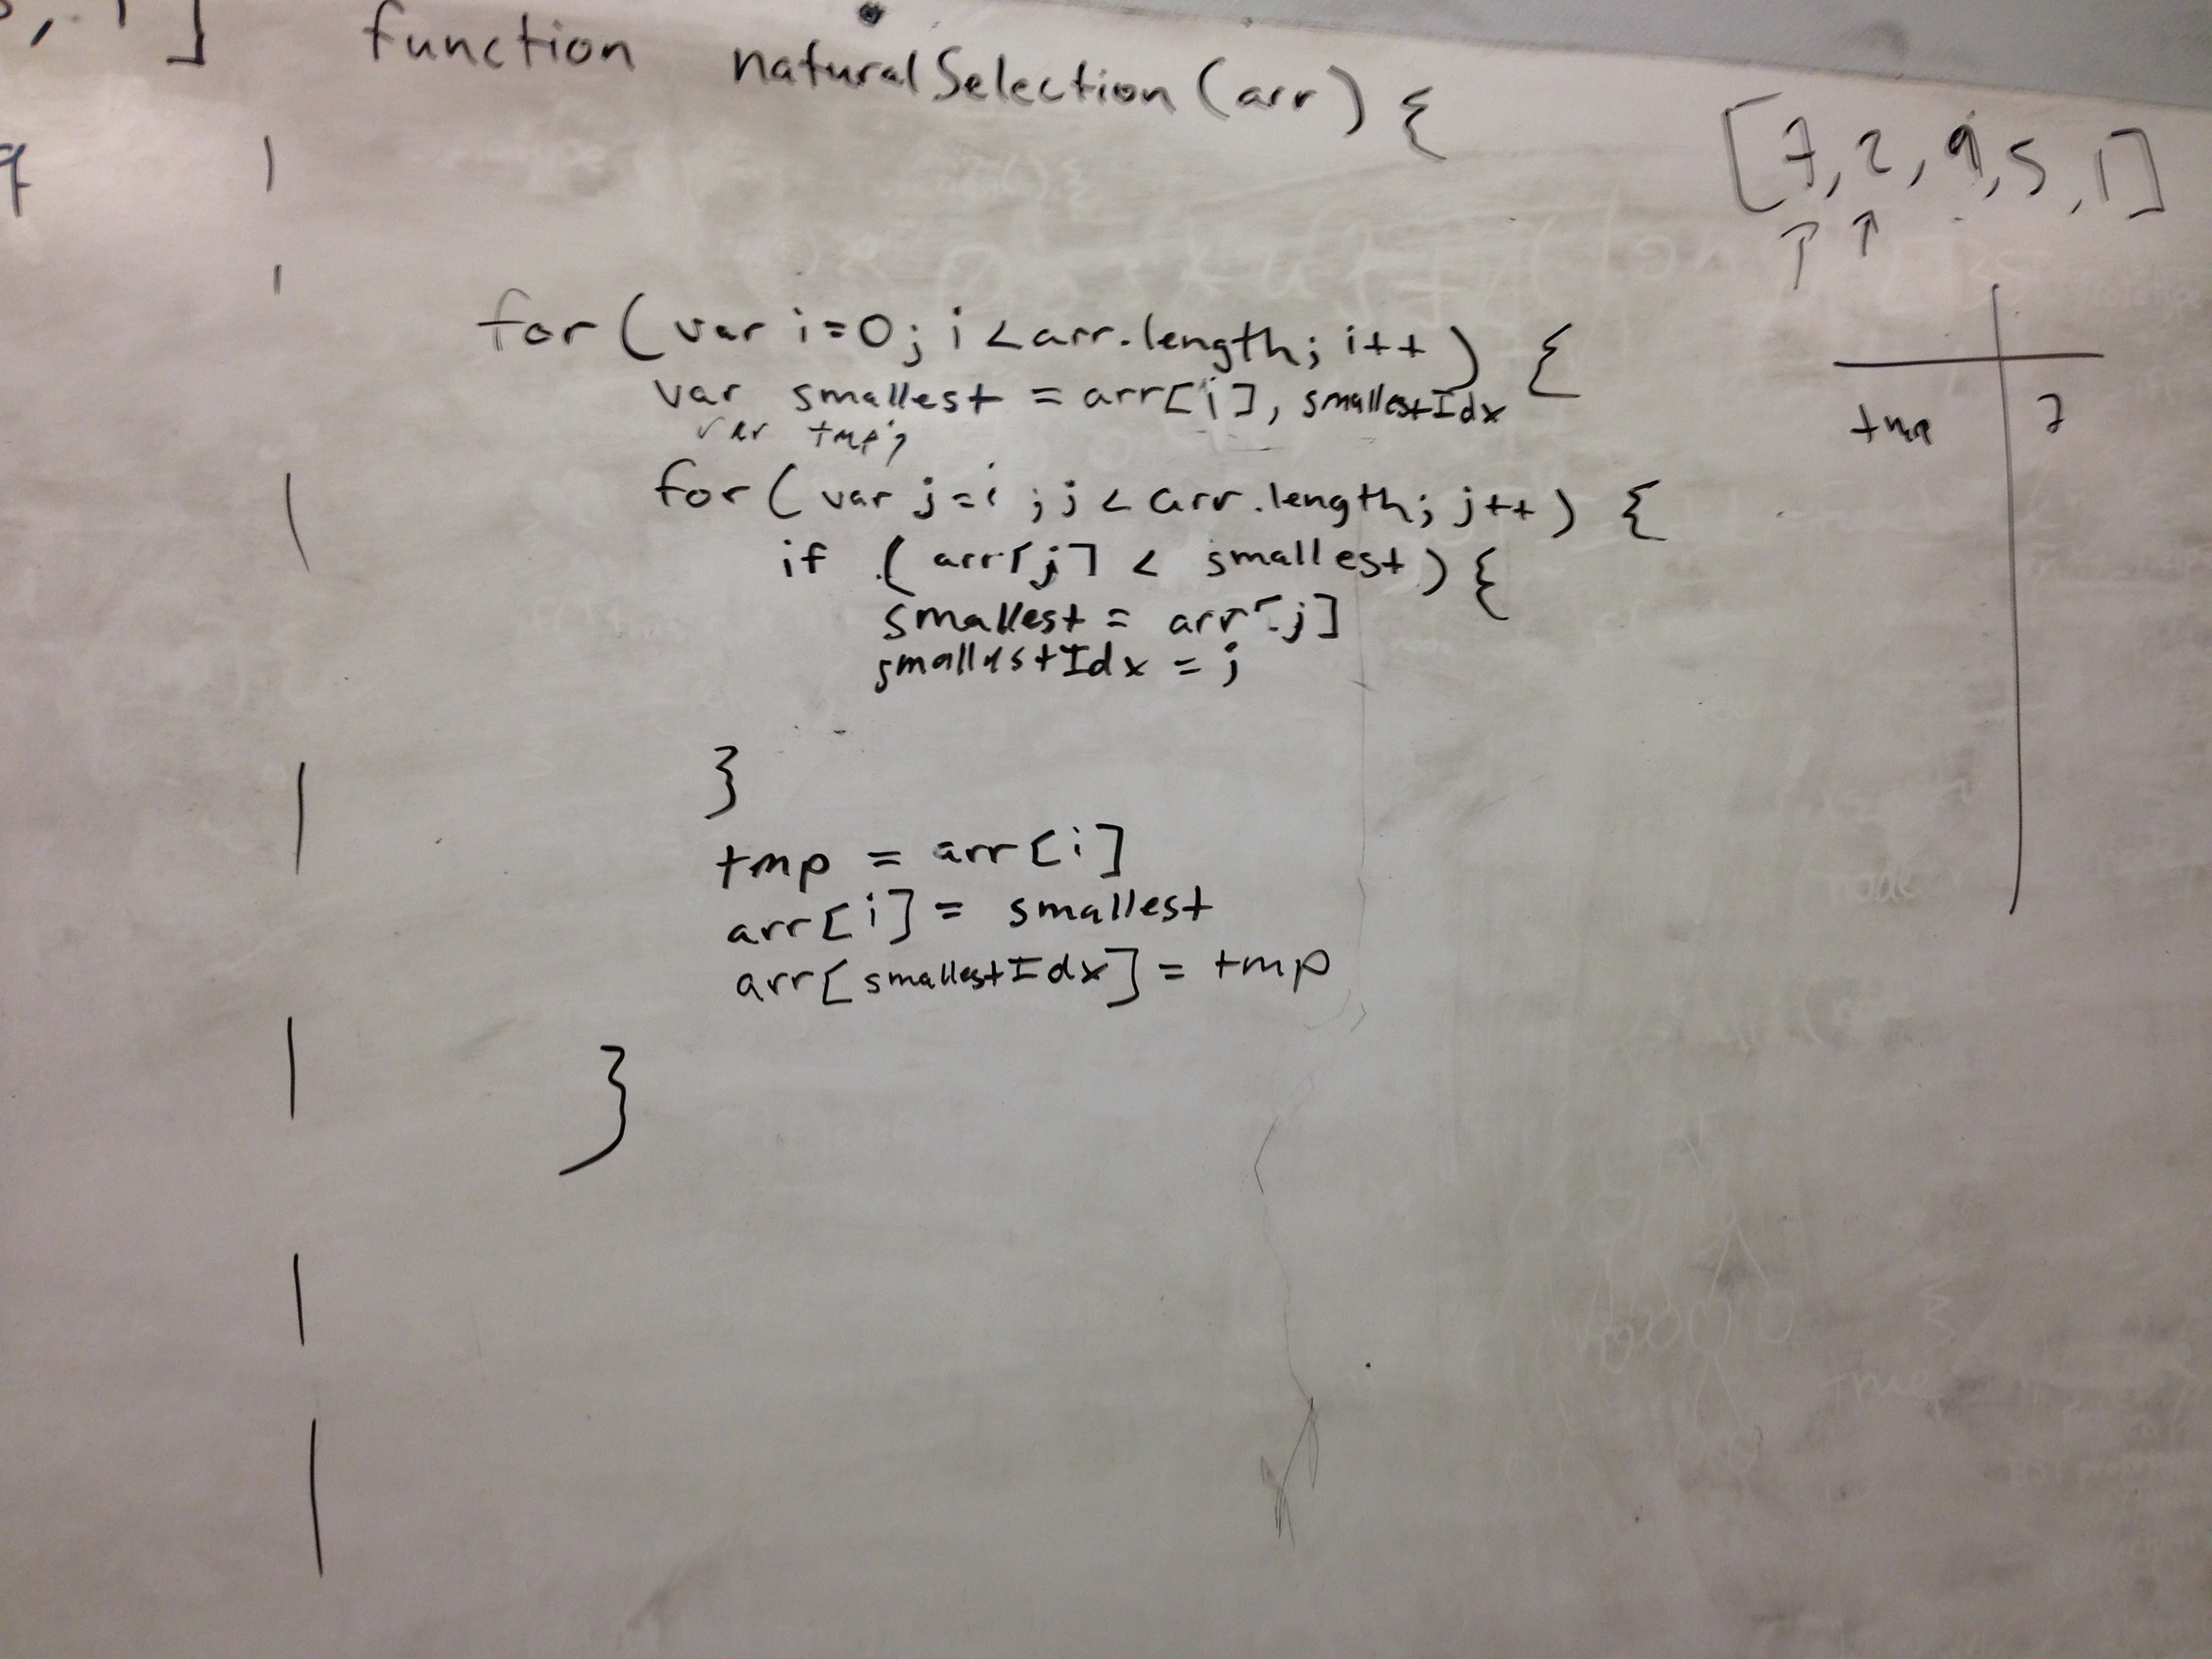 ]
function naturalSelection(arr) {
[7, 2, 9, 5, 1]
9
for (var i=0; i<arr.length; i++) {
var smallest = arr[i], smallestIdx
var tmp;
tmp 7
for (var j=i; j < arr.length; j++) {
if (arr[j] < smallest) {
smallest = arr[j]
smallestIdx = j
}
tmp = arr[i]
arr[i] = smallest
arr[smallestIdx] = tmp
}